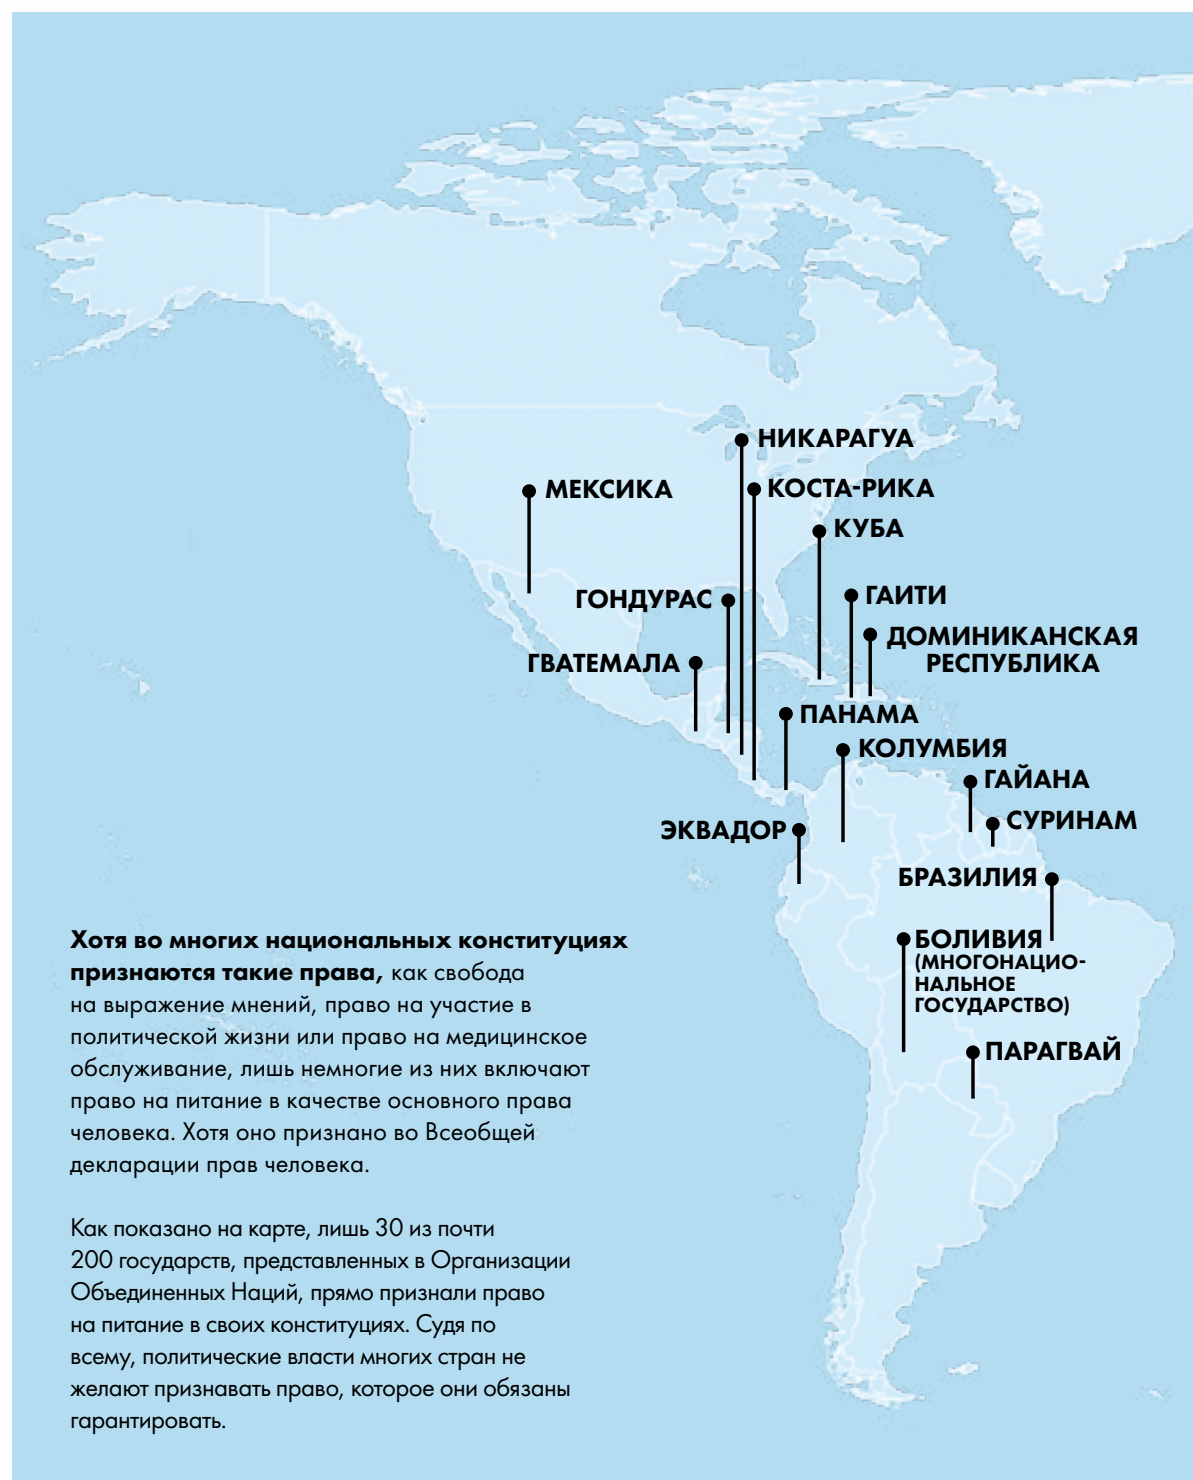 НИКАРАГУА
МЕКСИКА
КОСТА-РИКА
КУБА
ГОНДУРАС
ГАИТИ
ДОМИНИКАНСКАЯ
РЕСПУБЛИКА
ГВАТЕМАЛА
ПАНАМА
КОЛУМБИЯ
ГАЙАНА
СУРИНАМ
ЭКВАДОР
БРАЗИЛИЯ
БОЛИВИЯ
(МНОГОНАЦИО-
НАЛЬНОЕ
ГОСУДАРСТВО)
ПАРАГВАЙ
Хотя во многих национальных конституциях
признаются такие права, как свобода
на выражение мнений, право на участие в
политической жизни или право на медицинское
обслуживание, лишь немногие из них включают
право на питание в качестве основного права
человека. Хотя оно признано во Всеобщей
декларации прав человека.
Как показано на карте, лишь 30 из почти
200 государств, представленных в Организации
Объединенных Наций, прямо признали право
на питание в своих конституциях. Судя по
всему, политические власти многих стран не
желают признавать право, которое они обязаны
гарантировать.